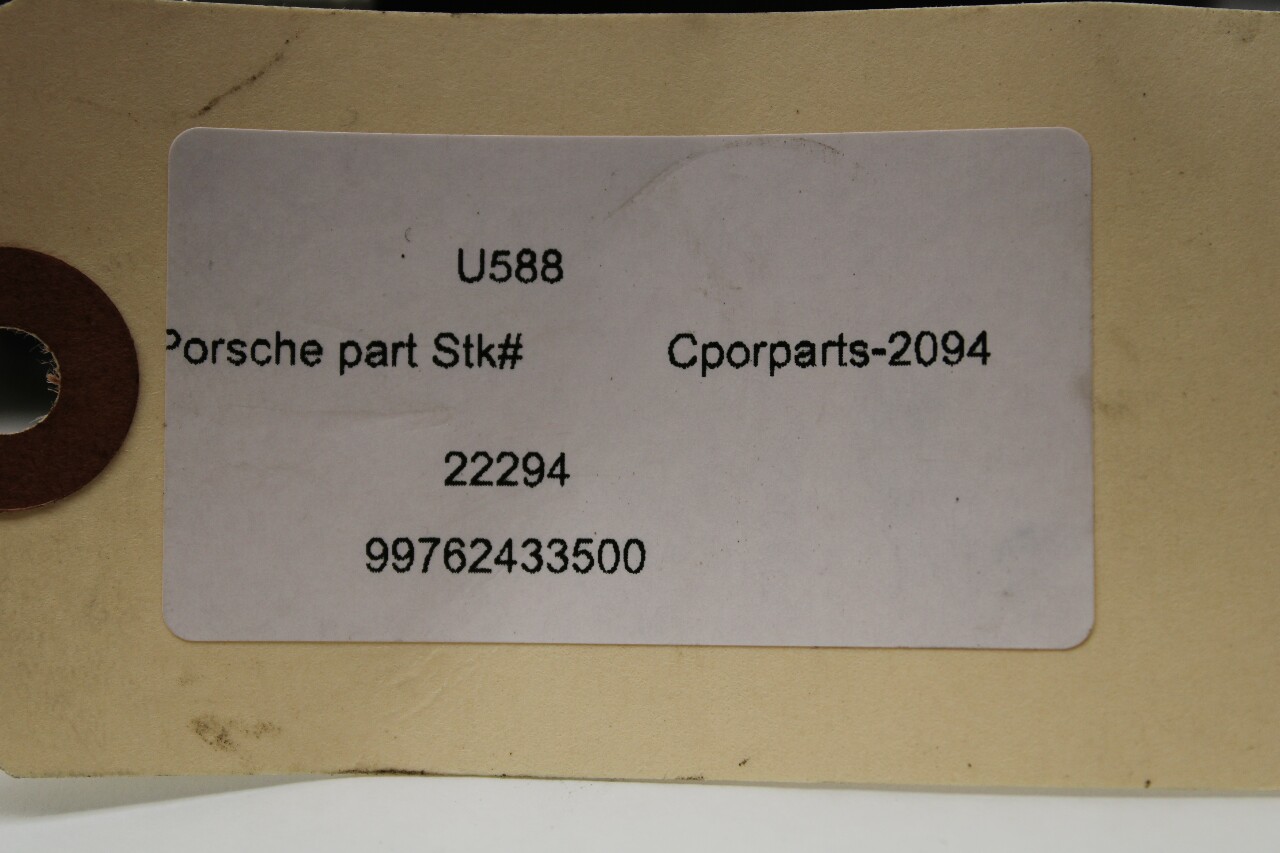 U588
Porsche part Stk# Cporparts-2094
22294
99762433500